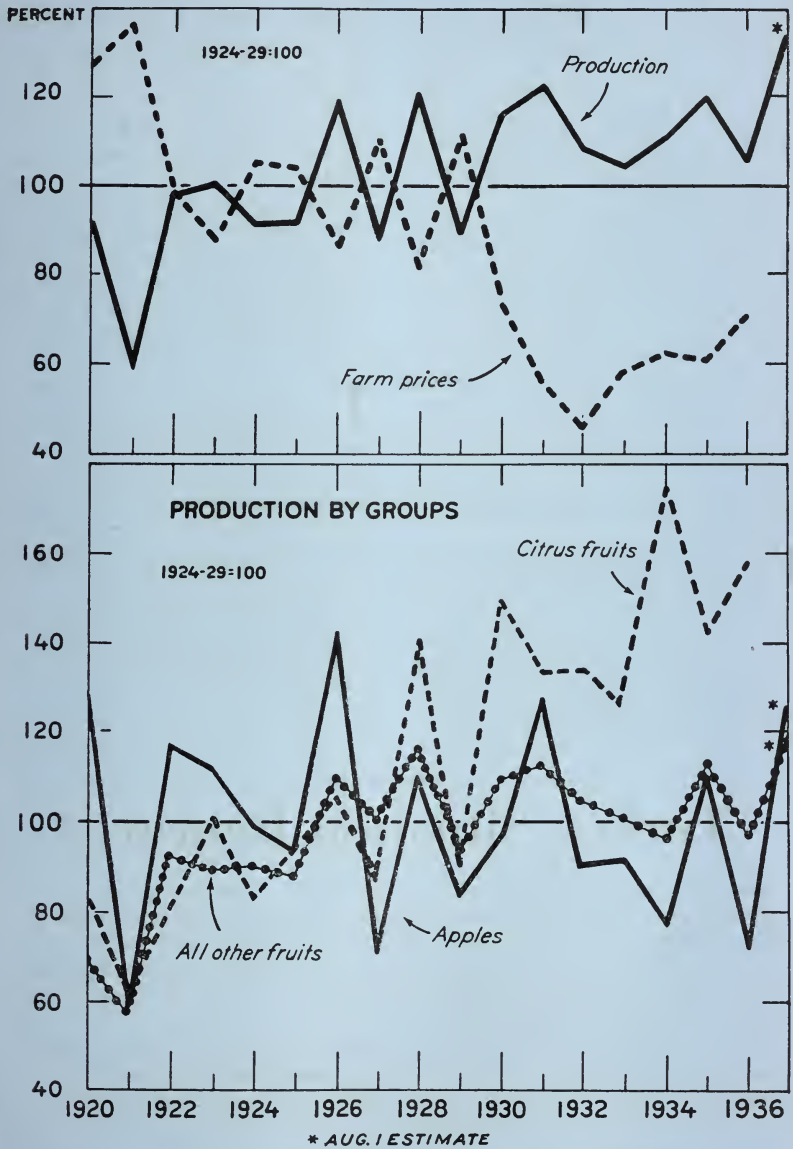 PERCENT
1924-29=100
*
Production
120
100
80
60
Farm prices
40
PRODUCTION BY GROUPS
160
Citrus fruits
1924-29=100
140
*
120
*
100
All other fruits
Apples
80
60
40
1920 1922 1924 1926 1928 1930 1932 1934 1936
* AUG. 1 ESTIMATE